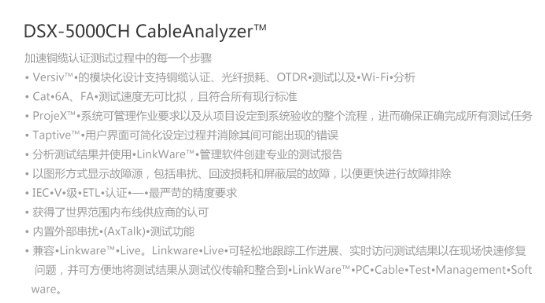 DSX-5000CH CableAnalyzer™
加速铜缆认证测试过程中的每一个步骤
• Versiv™•的模块化设计支持铜缆认证、光纤损耗、OTDR•测试以及•Wi-Fi•分析
• Cat•6A、FA•测试速度无可比拟，且符合所有现行标准
• ProjeX™•系统可管理作业要求以及从项目设定到系统验收的整个流程，进而确保正确完成所有测试任务
• Taptive™•用户界面可简化设定过程并消除其间可能出现的错误
• 分析测试结果并使用•LinkWare™•管理软件创建专业的测试报告
• 以图形方式显示故障源，包括串扰、回波损耗和屏蔽层的故障，以便更快进行故障排除
• IEC•V•级•ETL•认证•—•最严苛的精度要求
• 获得了世界范围内布线供应商的认可
• 内置外部串扰•(AxTalk)•测试功能
• 兼容•Linkware™•Live。Linkware•Live•可轻松地跟踪工作进展、实时访问测试结果以在现场快速修复
问题，并可方便地将测试结果从测试仪传输和整合到•LinkWare™•PC•Cable•Test•Management•Soft
ware。